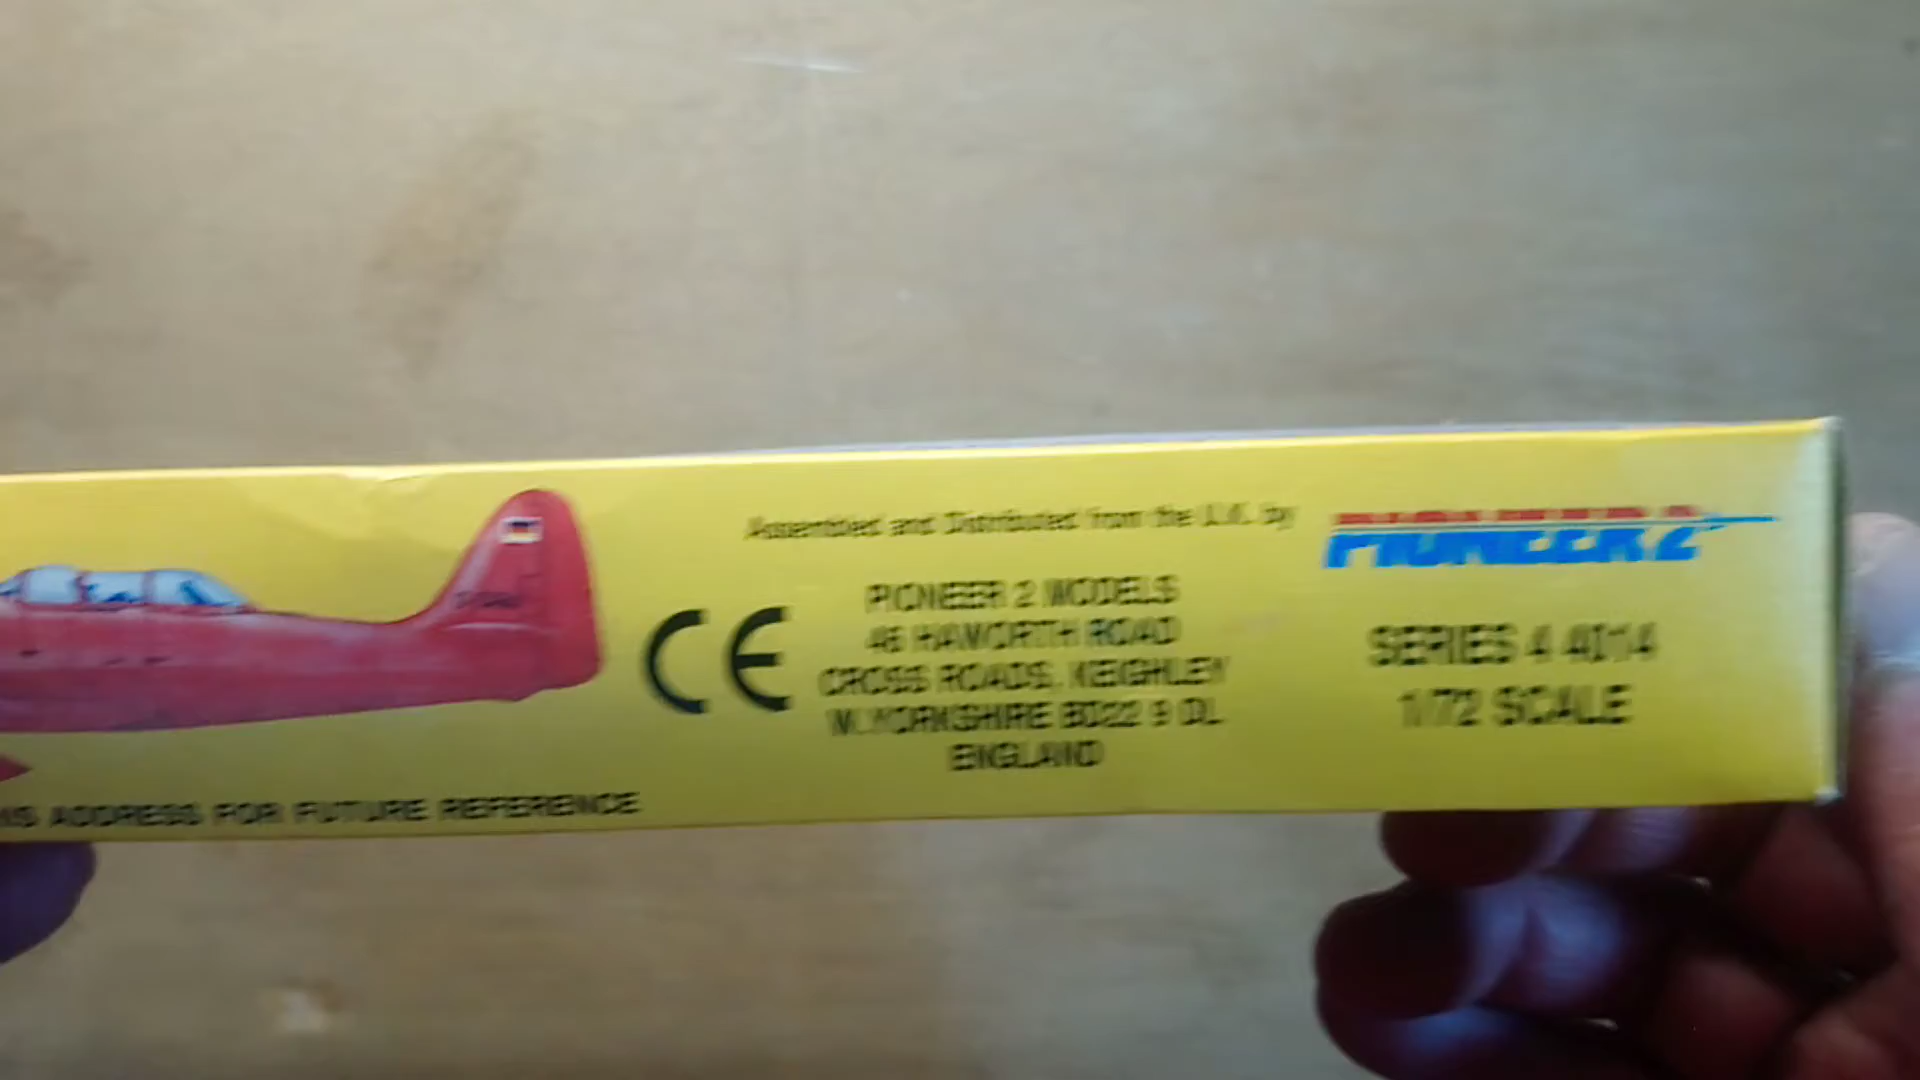 Assembled and Distributed from the U.K. by
PIONEER 2
CE
PIONEER 2 MODELS
46 HAWORTH ROAD
CROSS ROADS, KEIGHLEY
W.YORKSHIRE BD22 9 DL
ENGLAND
SERIES 4 4014
1/72 SCALE
ADDRESS FOR FUTURE REFERENCE